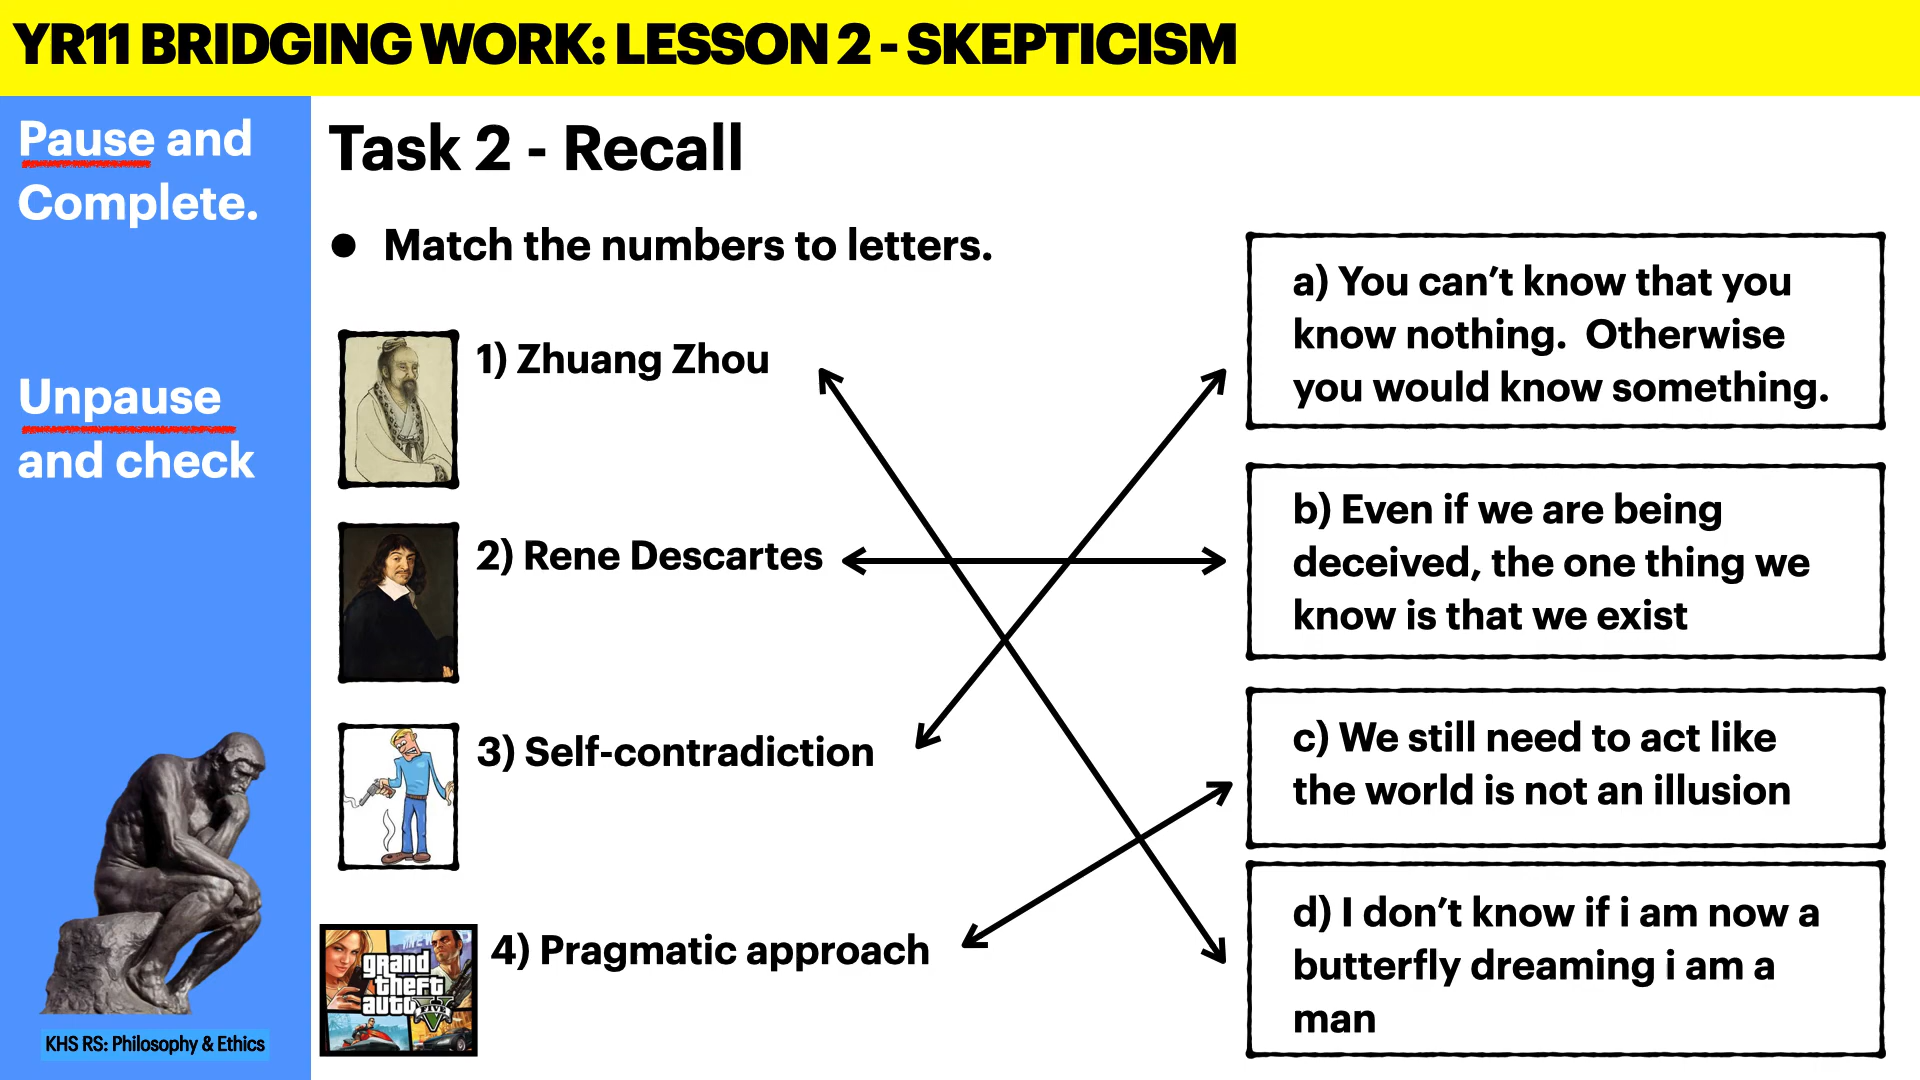 YR11 BRIDGING WORK: LESSON 2 - SKEPTICISM
Pause and
Complete.
Unpause
and check
KHS RS: Philosophy & Ethics
Task 2 - Recall
● Match the numbers to letters.
1) Zhuang Zhou
2) Rene Descartes
3) Self-contradiction
4) Pragmatic approach
grand
theft
auto
FIVE
a) You can’t know that you
know nothing.  Otherwise
you would know something.
b) Even if we are being
deceived, the one thing we
know is that we exist
c) We still need to act like
the world is not an illusion
d) I don’t know if i am now a
butterfly dreaming i am a
man